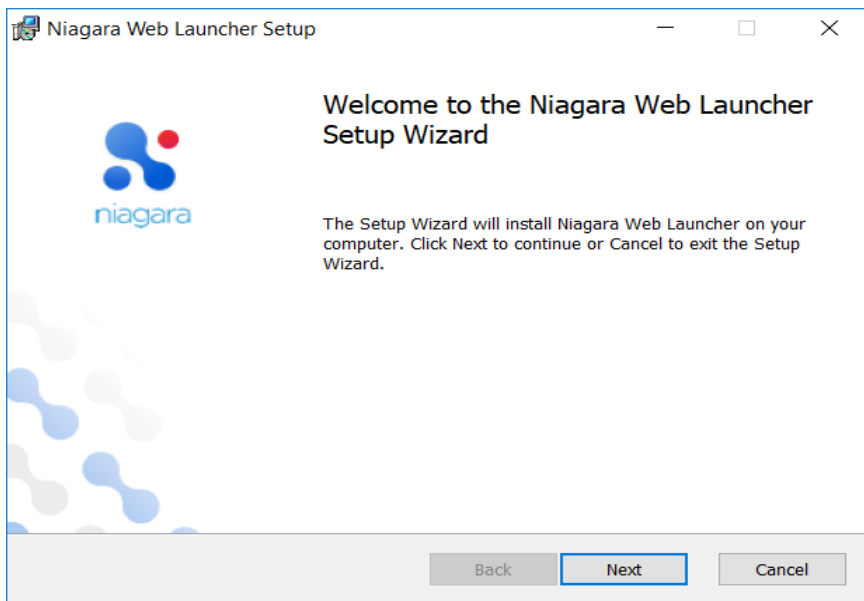 Niagara Web Launcher Setup
Welcome to the Niagara Web Launcher
Setup Wizard
niagara
The Setup Wizard will install Niagara Web Launcher on your
computer. Click Next to continue or Cancel to exit the Setup
Wizard.
Back
Next
Cancel